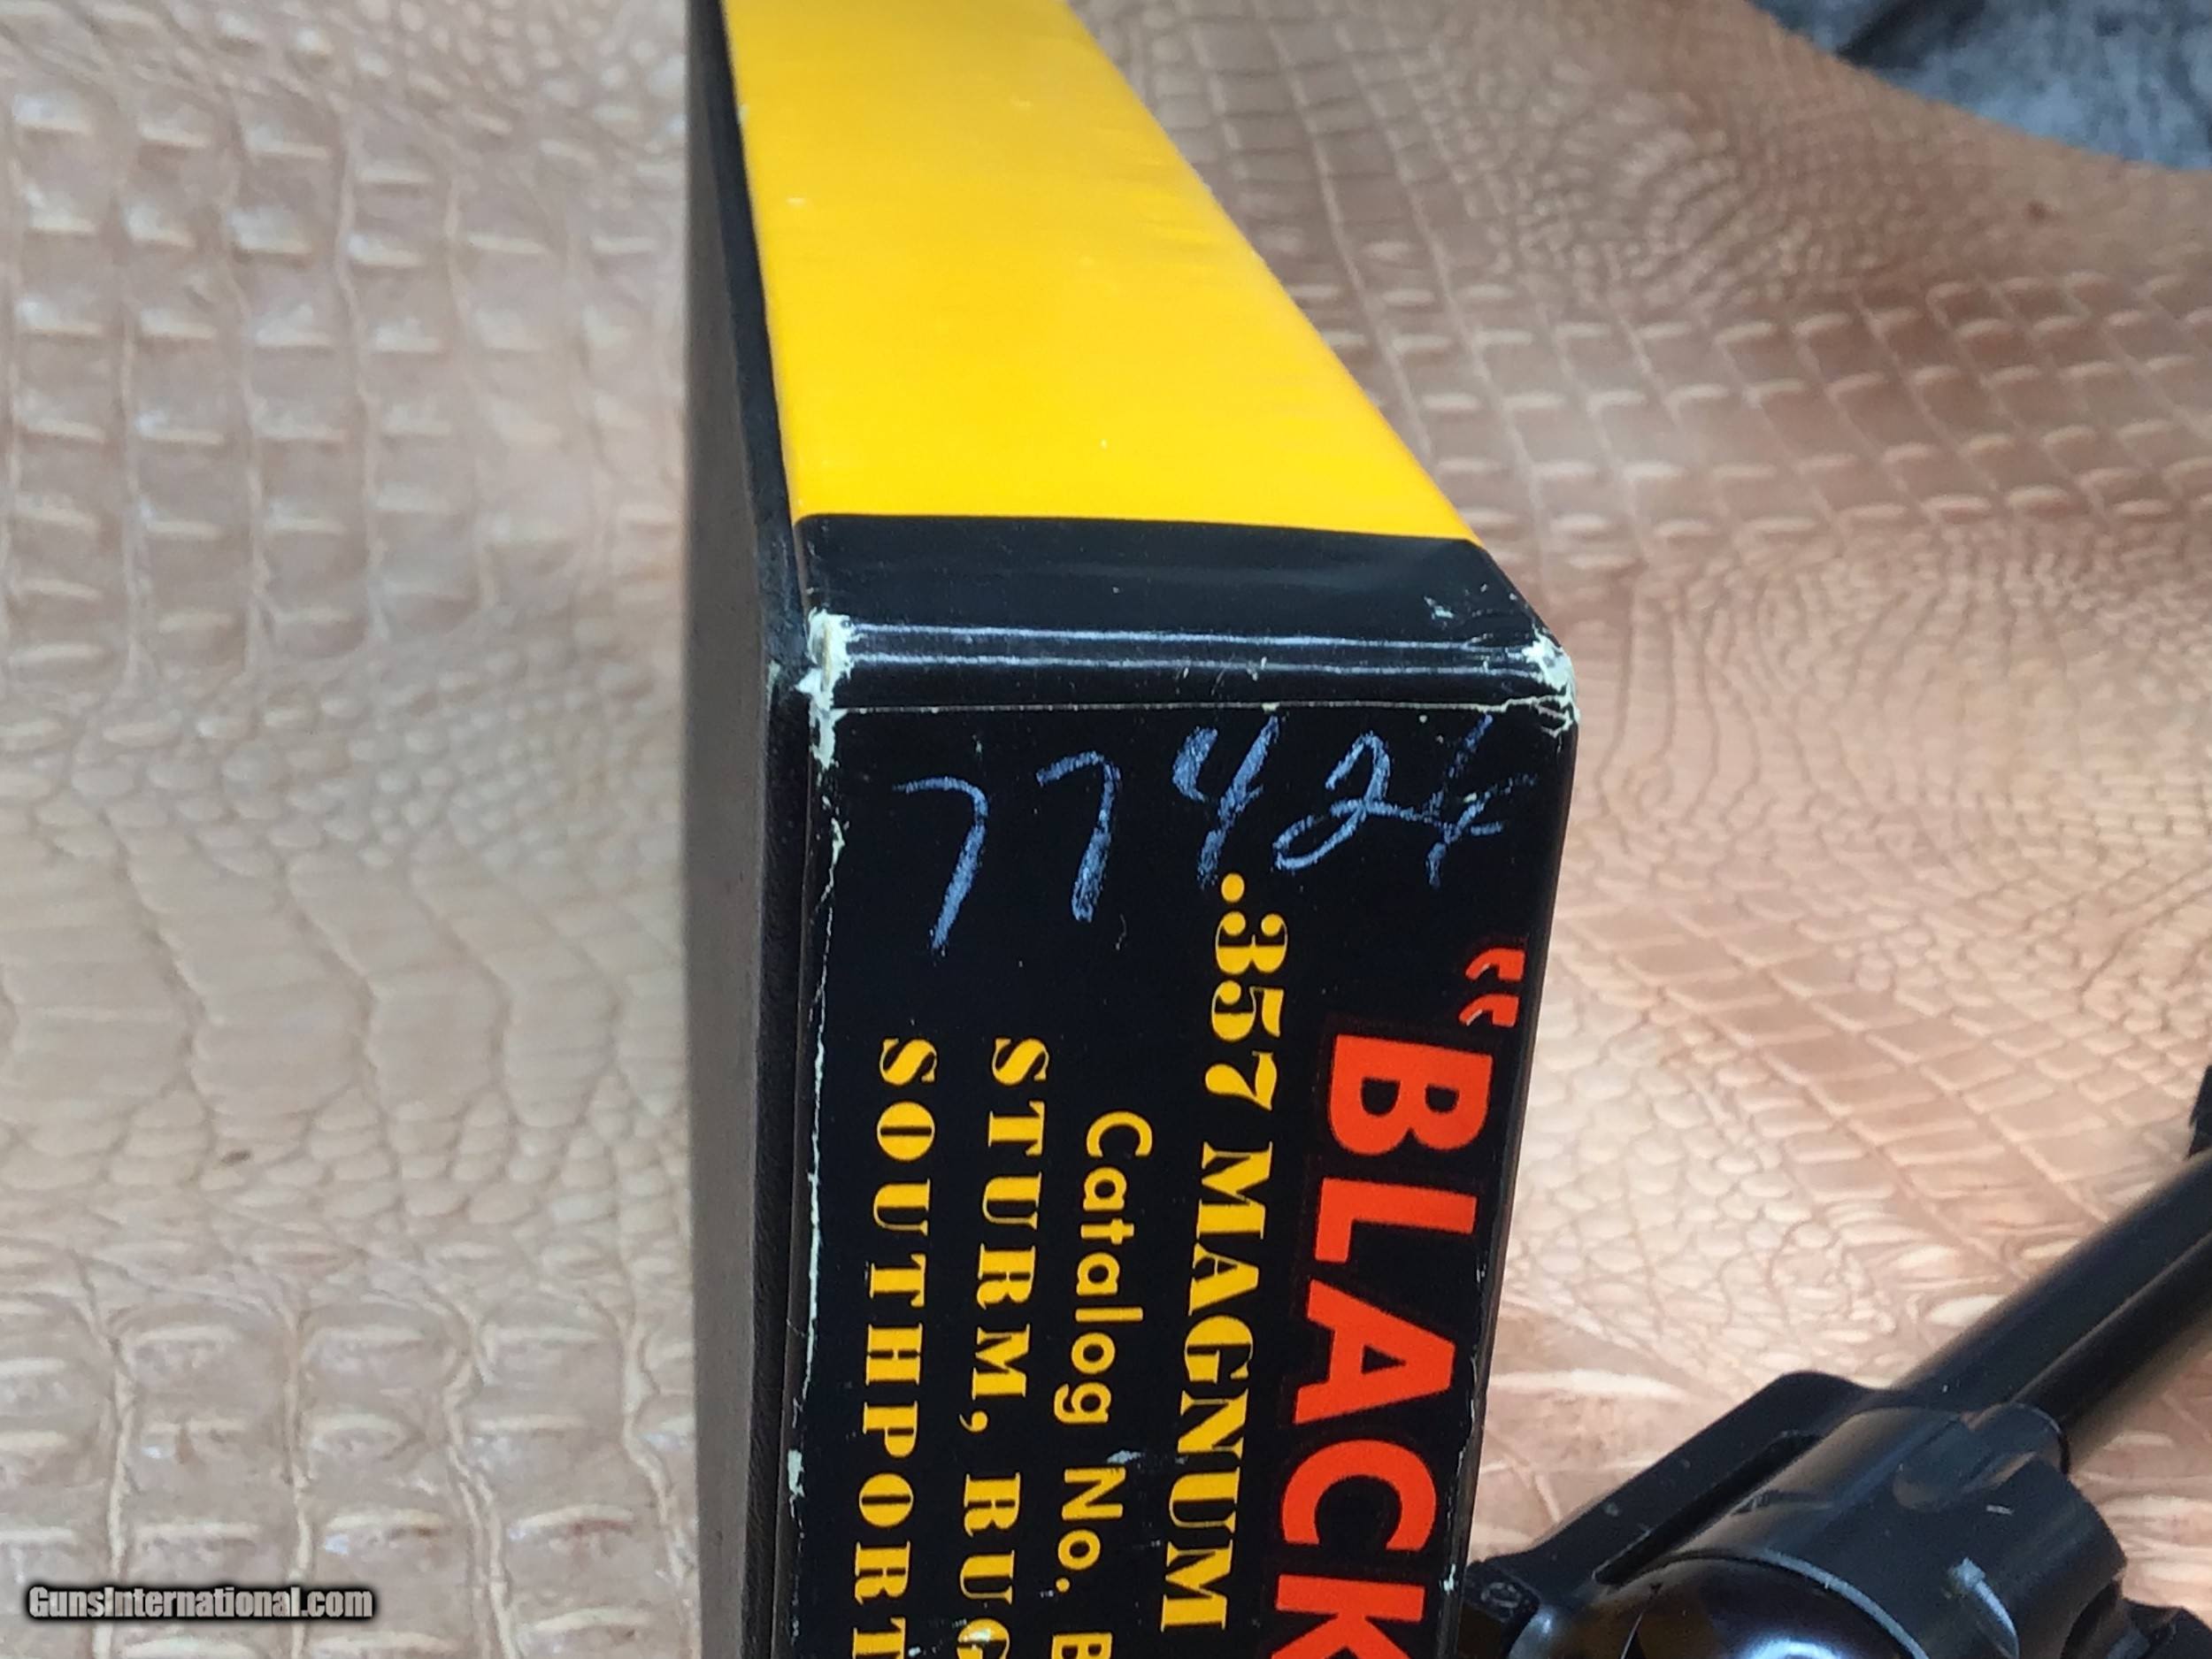 77424
"BLACK
.357 MAGNUM
Catalog No. B
STURM, RUG
SOUTHPORT
GunsInternational.com